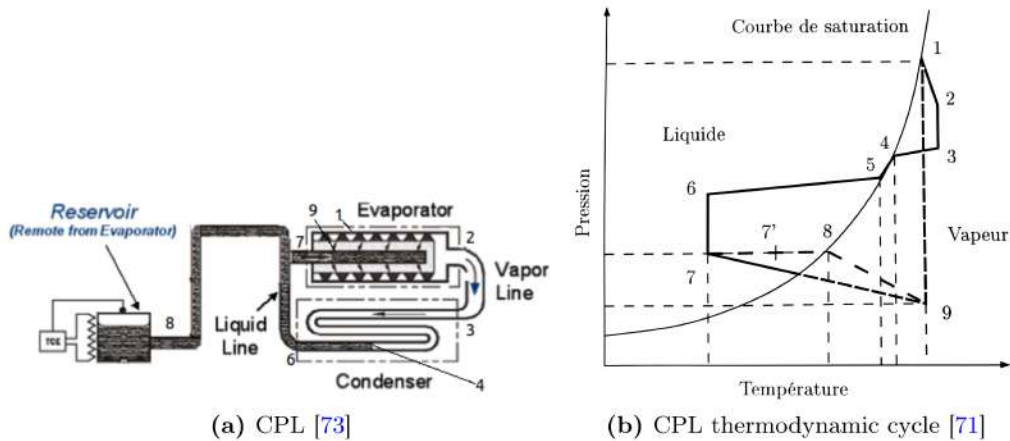 Reservoir
(Remote from Evaporator)
TCE
8
7
9
1
Evaporator
2
Vapor
Line
3
Liquid
Line
6
4
Condenser
(a) CPL [73]
Courbe de saturation
1
2
Liquide
4
3
5
6
Pression
7'
8
Vapeur
7
9
Température
(b) CPL thermodynamic cycle [71]